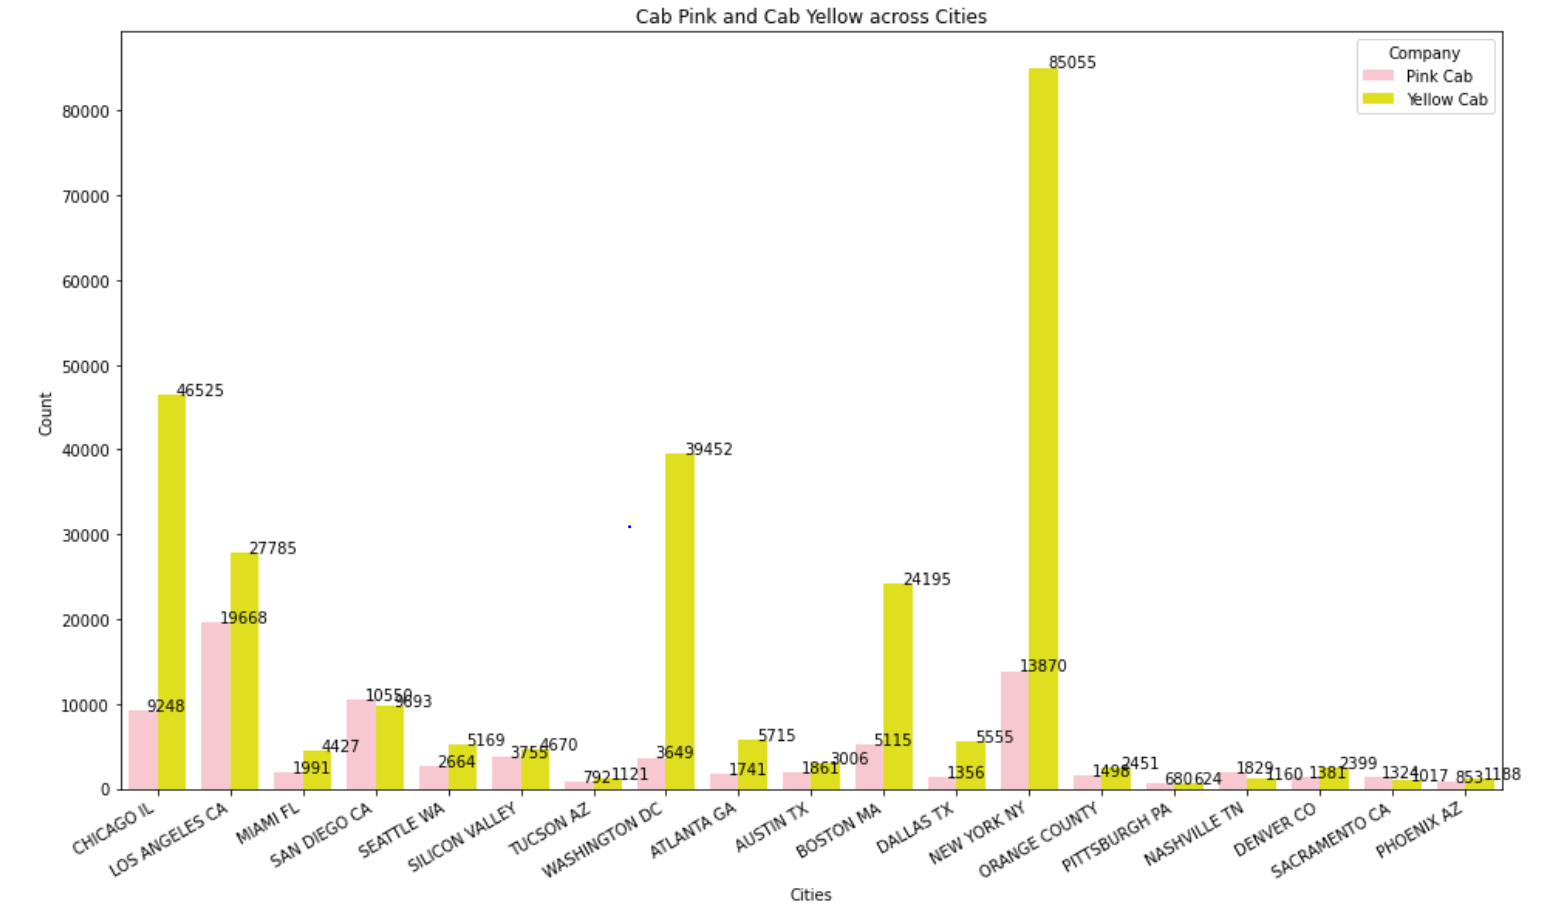 Cab Pink and Cab Yellow across Cities
Company
Pink Cab
Yellow Cab
Count
80000
70000
60000
50000
40000
30000
20000
10000
0
85055
46525
39452
27785
24195
19668
13870
10550
9693
9248
4427
1991
5169
2664
3755
4670
792
1121
3649
5715
1741
3006
1861
5115
5555
1356
2451
1498
680
624
1829
1160
1381
2399
1324
1017
853
1188
CHICAGO IL
LOS ANGELES CA
MIAMI FL
SAN DIEGO CA
SEATTLE WA
SILICON VALLEY
TUCSON AZ
WASHINGTON DC
ATLANTA GA
AUSTIN TX
BOSTON MA
DALLAS TX
NEW YORK NY
ORANGE COUNTY
PITTSBURGH PA
NASHVILLE TN
DENVER CO
SACRAMENTO CA
PHOENIX AZ
Cities